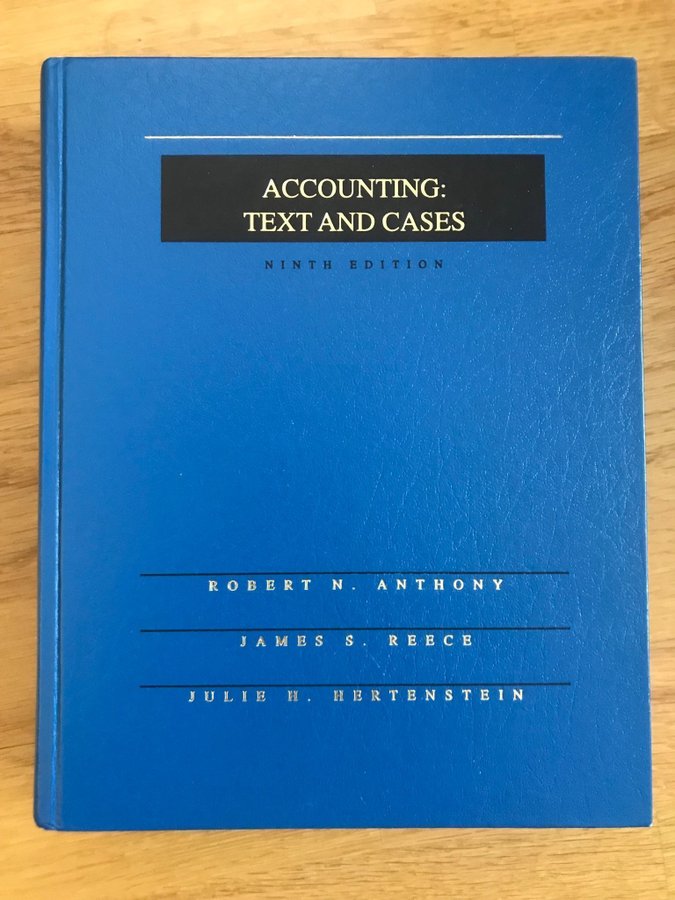 ACCOUNTING:
TEXT AND CASES
NINTH EDITION
ROBERT N. ANTHONY
JAMES S. REECE
JULIE H. HERTENSTEIN